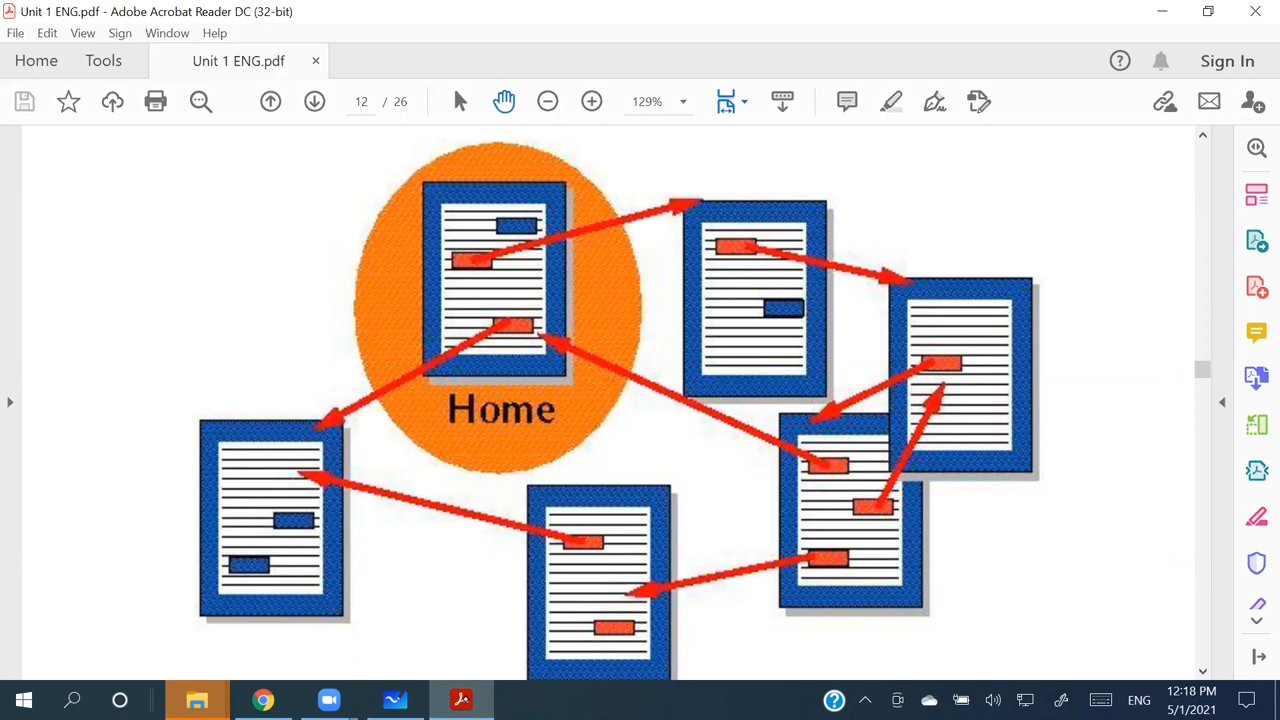 Unit 1 ENG.pdf - Adobe Acrobat Reader DC (32-bit)
File Edit View Sign Window Help
Home Tools Unit 1 ENG.pdf × Sign In
12 / 26 129%
Home
ENG 12:18 PM
5/1/2021